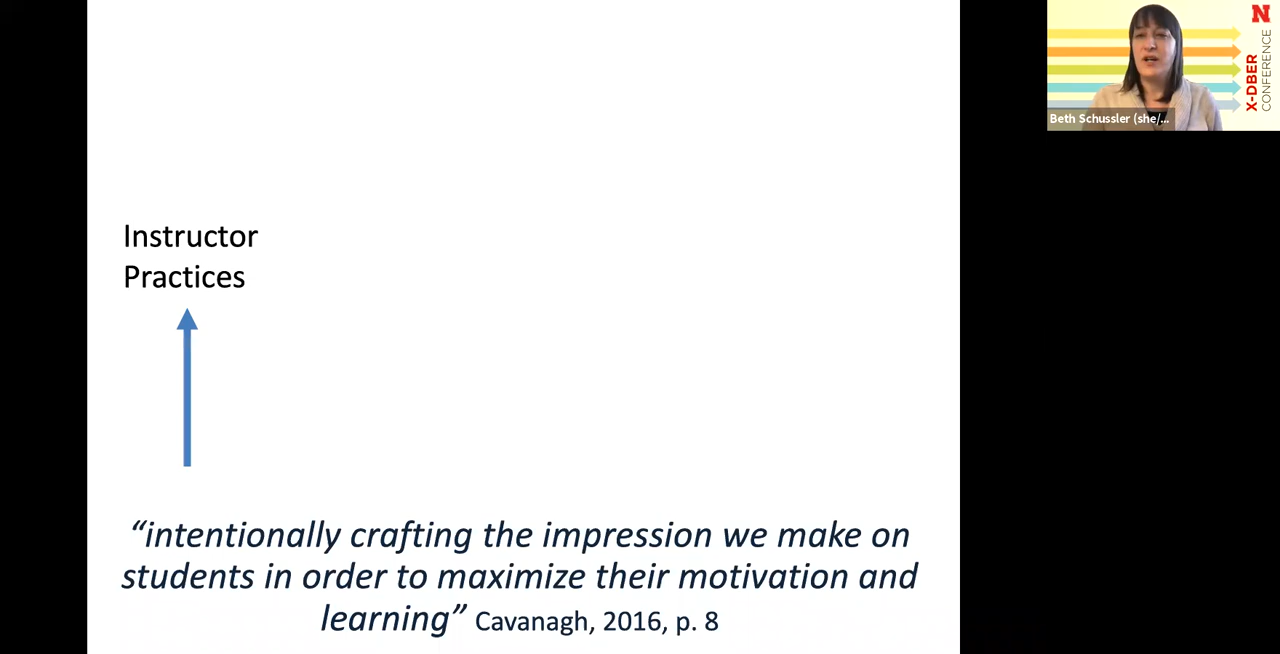 Instructor
Practices
“intentionally crafting the impression we make on
students in order to maximize their motivation and
learning” Cavanagh, 2016, p. 8
Beth Schussler (she/...
N
X-DBER
CONFERENCE